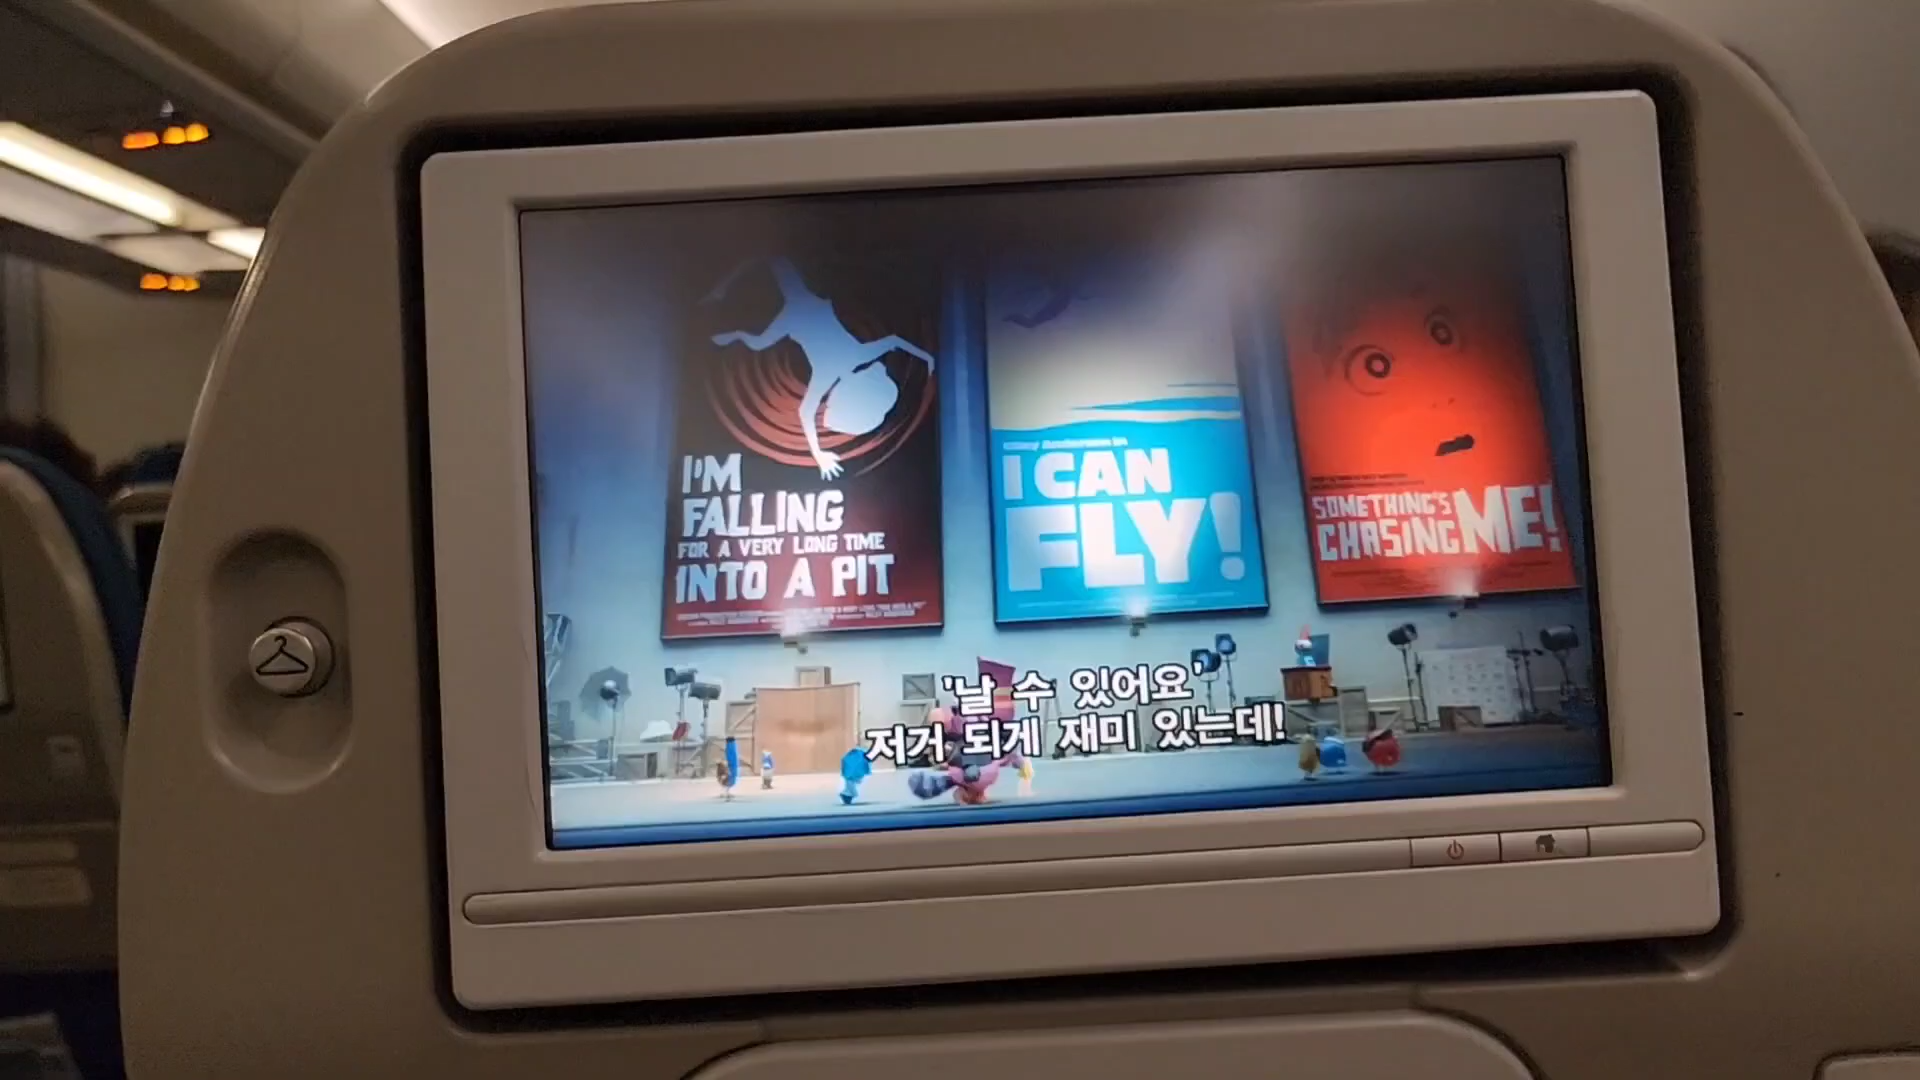 I'M
FALLING
FOR A VERY LONG TIME
INTO A PIT
I CAN
FLY!
SOMETHING'S
CHASING ME!
'날 수 있어요'
저거 되게 재미 있는데!